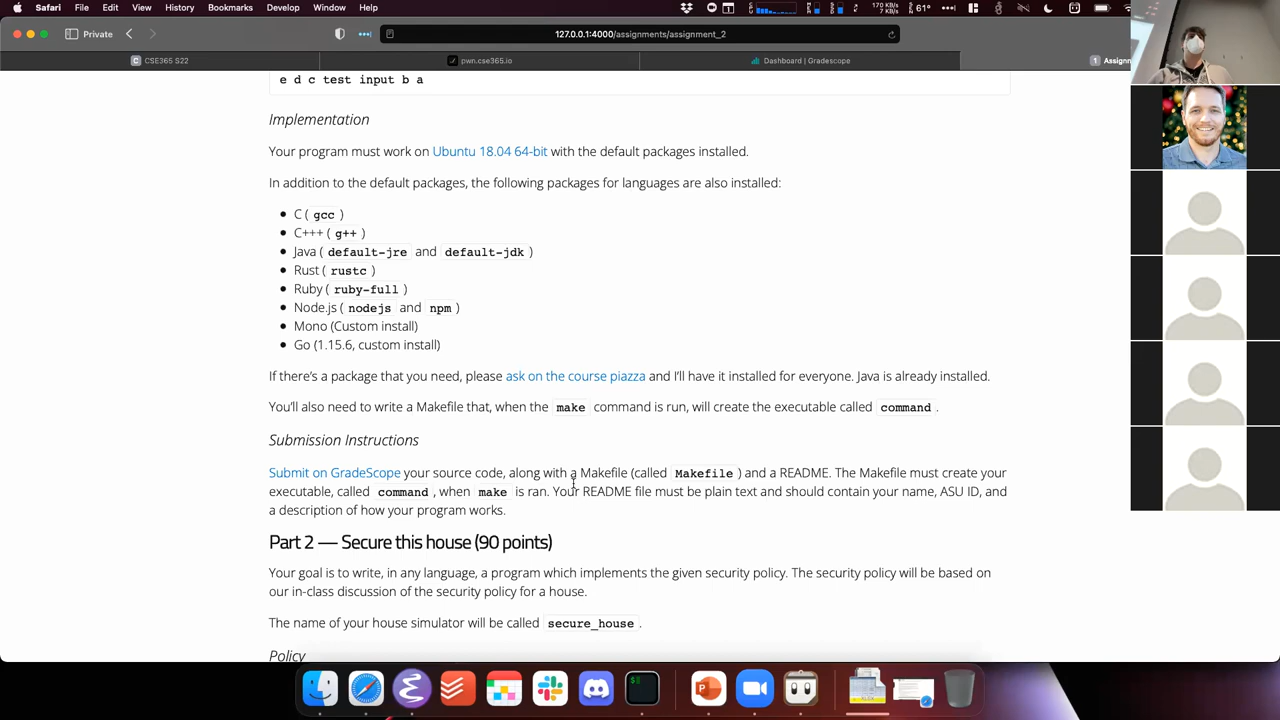 Safari File Edit View History Bookmarks Develop Window Help
170 KB/s
77 KB/s
61°
Private
127.0.0.1:4000/assignments/assignment_2
CSE365 S22
pwn.cse365.io
Dashboard | Gradescope
1 Assignm
e d c test input b a
Implementation
Your program must work on Ubuntu 18.04 64-bit with the default packages installed.
In addition to the default packages, the following packages for languages are also installed:
C ( gcc )
C+++ ( g++ )
Java ( default-jre and default-jdk )
Rust ( rustc )
Ruby ( ruby-full )
Node.js ( nodejs and npm )
Mono (Custom install)
Go (1.15.6, custom install)
If there's a package that you need, please ask on the course piazza and I'll have it installed for everyone. Java is already installed.
You'll also need to write a Makefile that, when the make command is run, will create the executable called command .
Submission Instructions
Submit on GradeScope your source code, along with a Makefile (called Makefile ) and a README. The Makefile must create your
executable, called command , when make is ran. Your README file must be plain text and should contain your name, ASU ID, and
a description of how your program works.
Part 2 — Secure this house (90 points)
Your goal is to write, in any language, a program which implements the given security policy. The security policy will be based on
our in-class discussion of the security policy for a house.
The name of your house simulator will be called secure_house .
Policy